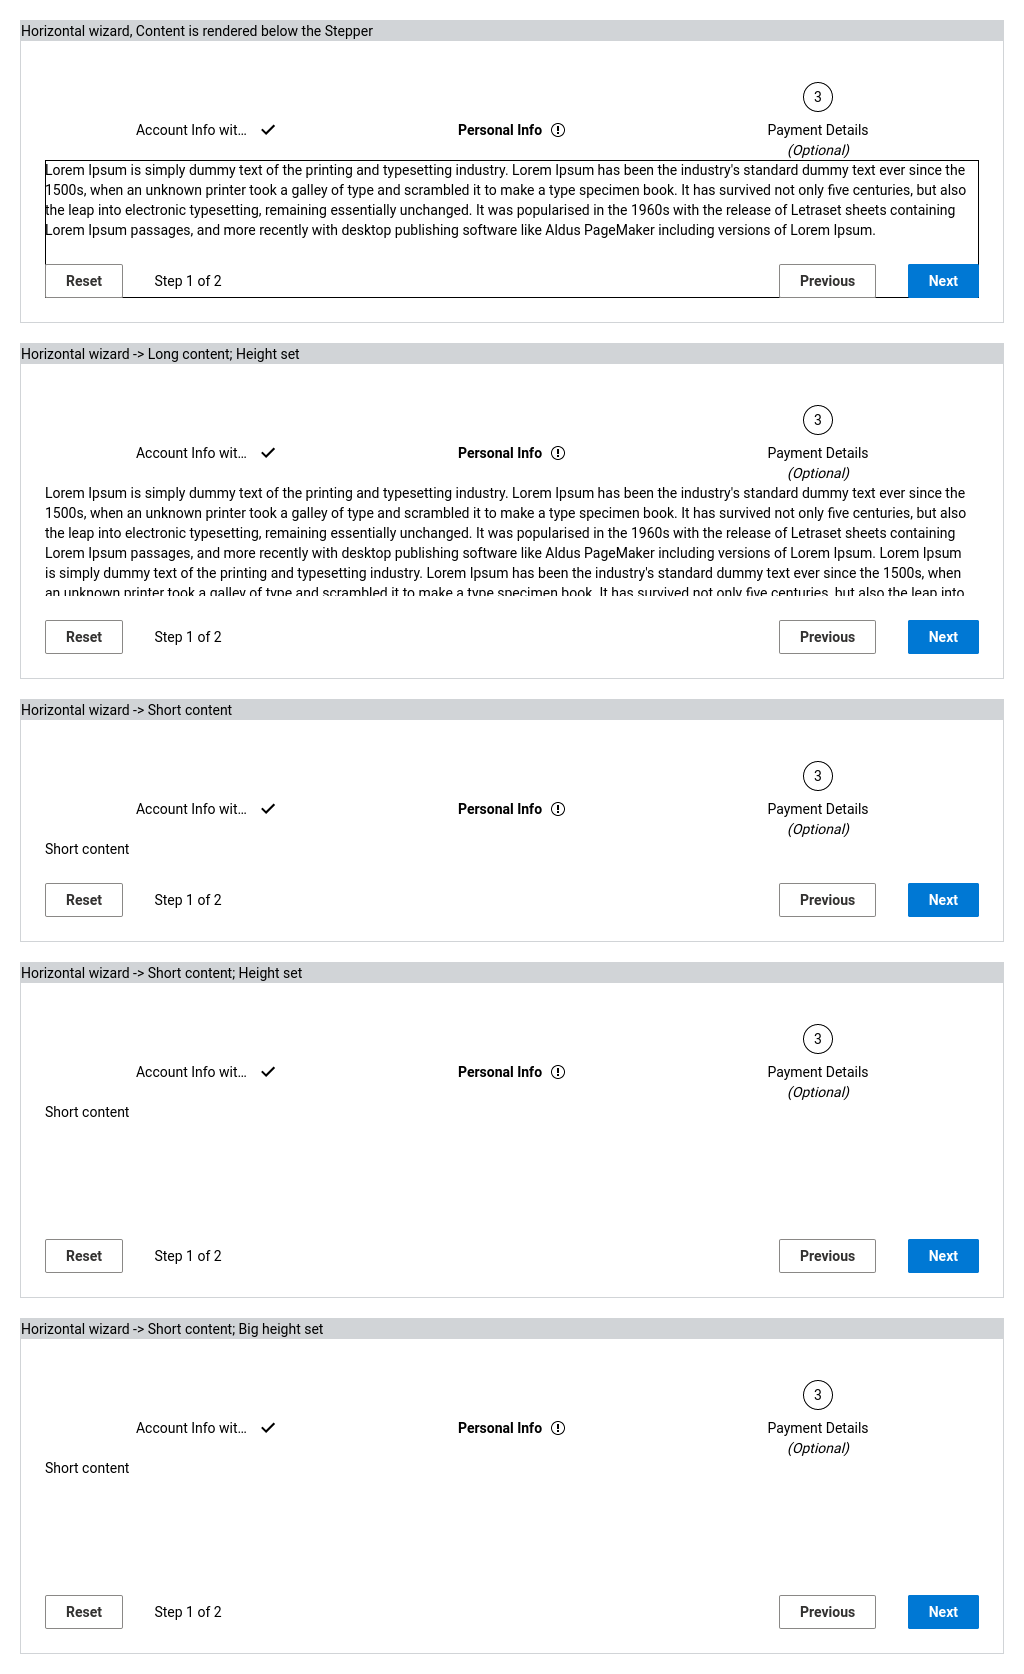 Horizontal wizard, Content is rendered below the Stepper
3
Account Info wit... Personal Info Payment Details
(Optional)
Lorem Ipsum is simply dummy text of the printing and typesetting industry. Lorem Ipsum has been the industry's standard dummy text ever since the
1500s, when an unknown printer took a galley of type and scrambled it to make a type specimen book. It has survived not only five centuries, but also
the leap into electronic typesetting, remaining essentially unchanged. It was popularised in the 1960s with the release of Letraset sheets containing
Lorem Ipsum passages, and more recently with desktop publishing software like Aldus PageMaker including versions of Lorem Ipsum.
Reset Step 1 of 2 Previous Next
Horizontal wizard -> Long content; Height set
3
Account Info wit... Personal Info Payment Details
(Optional)
Lorem Ipsum is simply dummy text of the printing and typesetting industry. Lorem Ipsum has been the industry's standard dummy text ever since the
1500s, when an unknown printer took a galley of type and scrambled it to make a type specimen book. It has survived not only five centuries, but also
the leap into electronic typesetting, remaining essentially unchanged. It was popularised in the 1960s with the release of Letraset sheets containing
Lorem Ipsum passages, and more recently with desktop publishing software like Aldus PageMaker including versions of Lorem Ipsum. Lorem Ipsum
is simply dummy text of the printing and typesetting industry. Lorem Ipsum has been the industry's standard dummy text ever since the 1500s, when
an unknown printer took a galley of type and scrambled it to make a type specimen book. It has survived not only five centuries, but also the leap into
Reset Step 1 of 2 Previous Next
Horizontal wizard -> Short content
3
Account Info wit... Personal Info Payment Details
(Optional)
Short content
Reset Step 1 of 2 Previous Next
Horizontal wizard -> Short content; Height set
3
Account Info wit... Personal Info Payment Details
(Optional)
Short content
Reset Step 1 of 2 Previous Next
Horizontal wizard -> Short content; Big height set
3
Account Info wit... Personal Info Payment Details
(Optional)
Short content
Reset Step 1 of 2 Previous Next